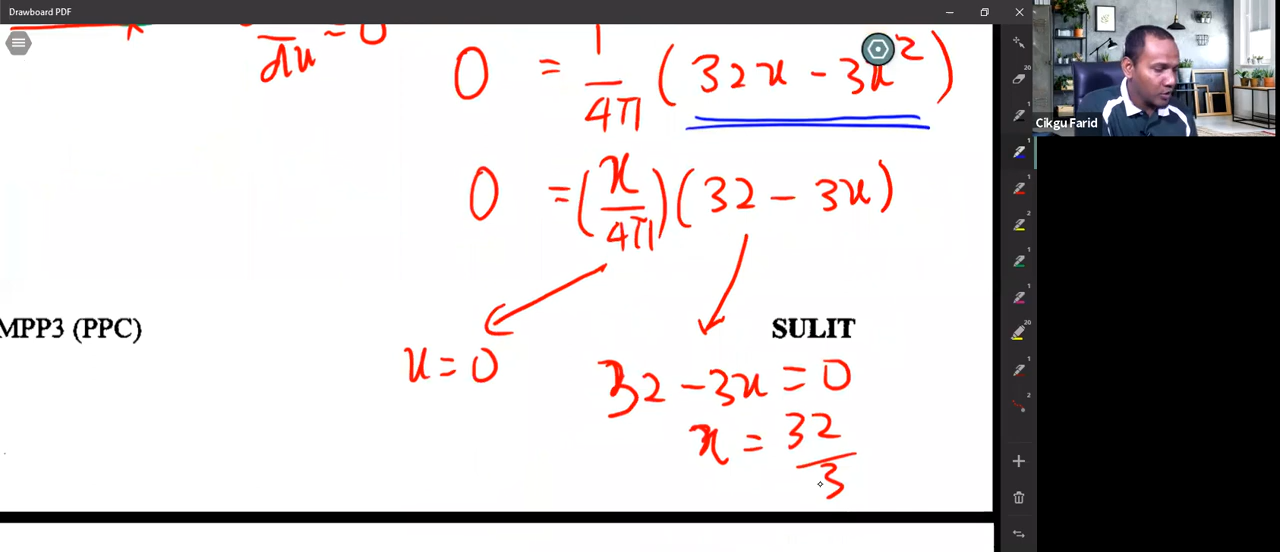 Drawboard PDF
du = 0
0 = 1/4π (32x - 3x²)
Cikgu Farid
0 = (x/4π)(32 - 3x)
MPP3 (PPC)
SULIT
x = 0
32 - 3x = 0
x = 32/3